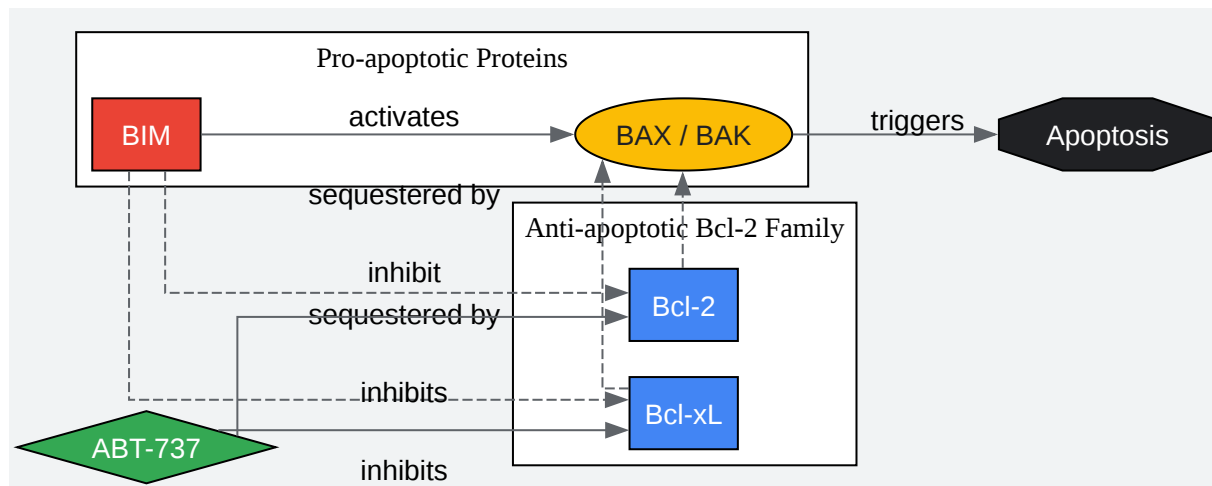 Pro-apoptotic Proteins
BIM
activates
BAX / BAK
triggers
Apoptosis
sequestered by
Anti-apoptotic Bcl-2 Family
inhibit
Bcl-2
sequestered by
inhibits
Bcl-xL
ABT-737
inhibits